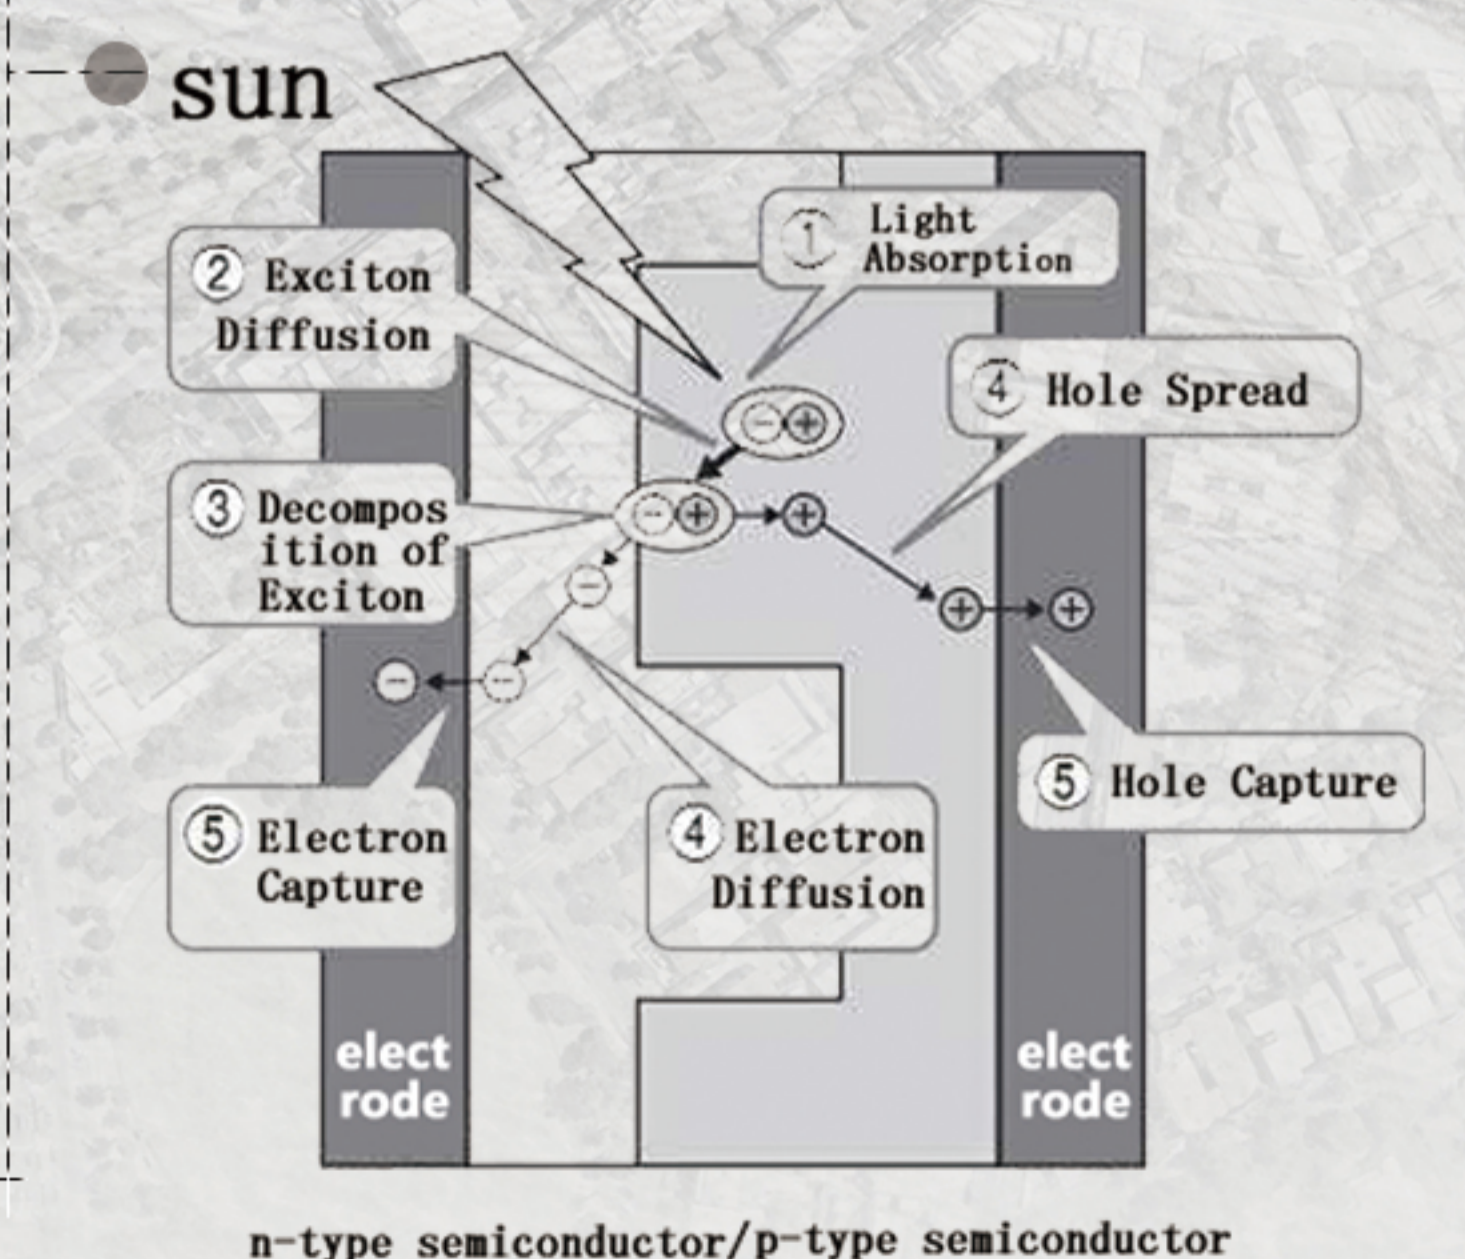 sun
① Light
Absorption
② Exciton
Diffusion
④ Hole Spread
③ Decompos
ition of
Exciton
⑤ Hole Capture
⑤ Electron
Capture
④ Electron
Diffusion
elect
rode
elect
rode
n-type semiconductor/p-type semiconductor